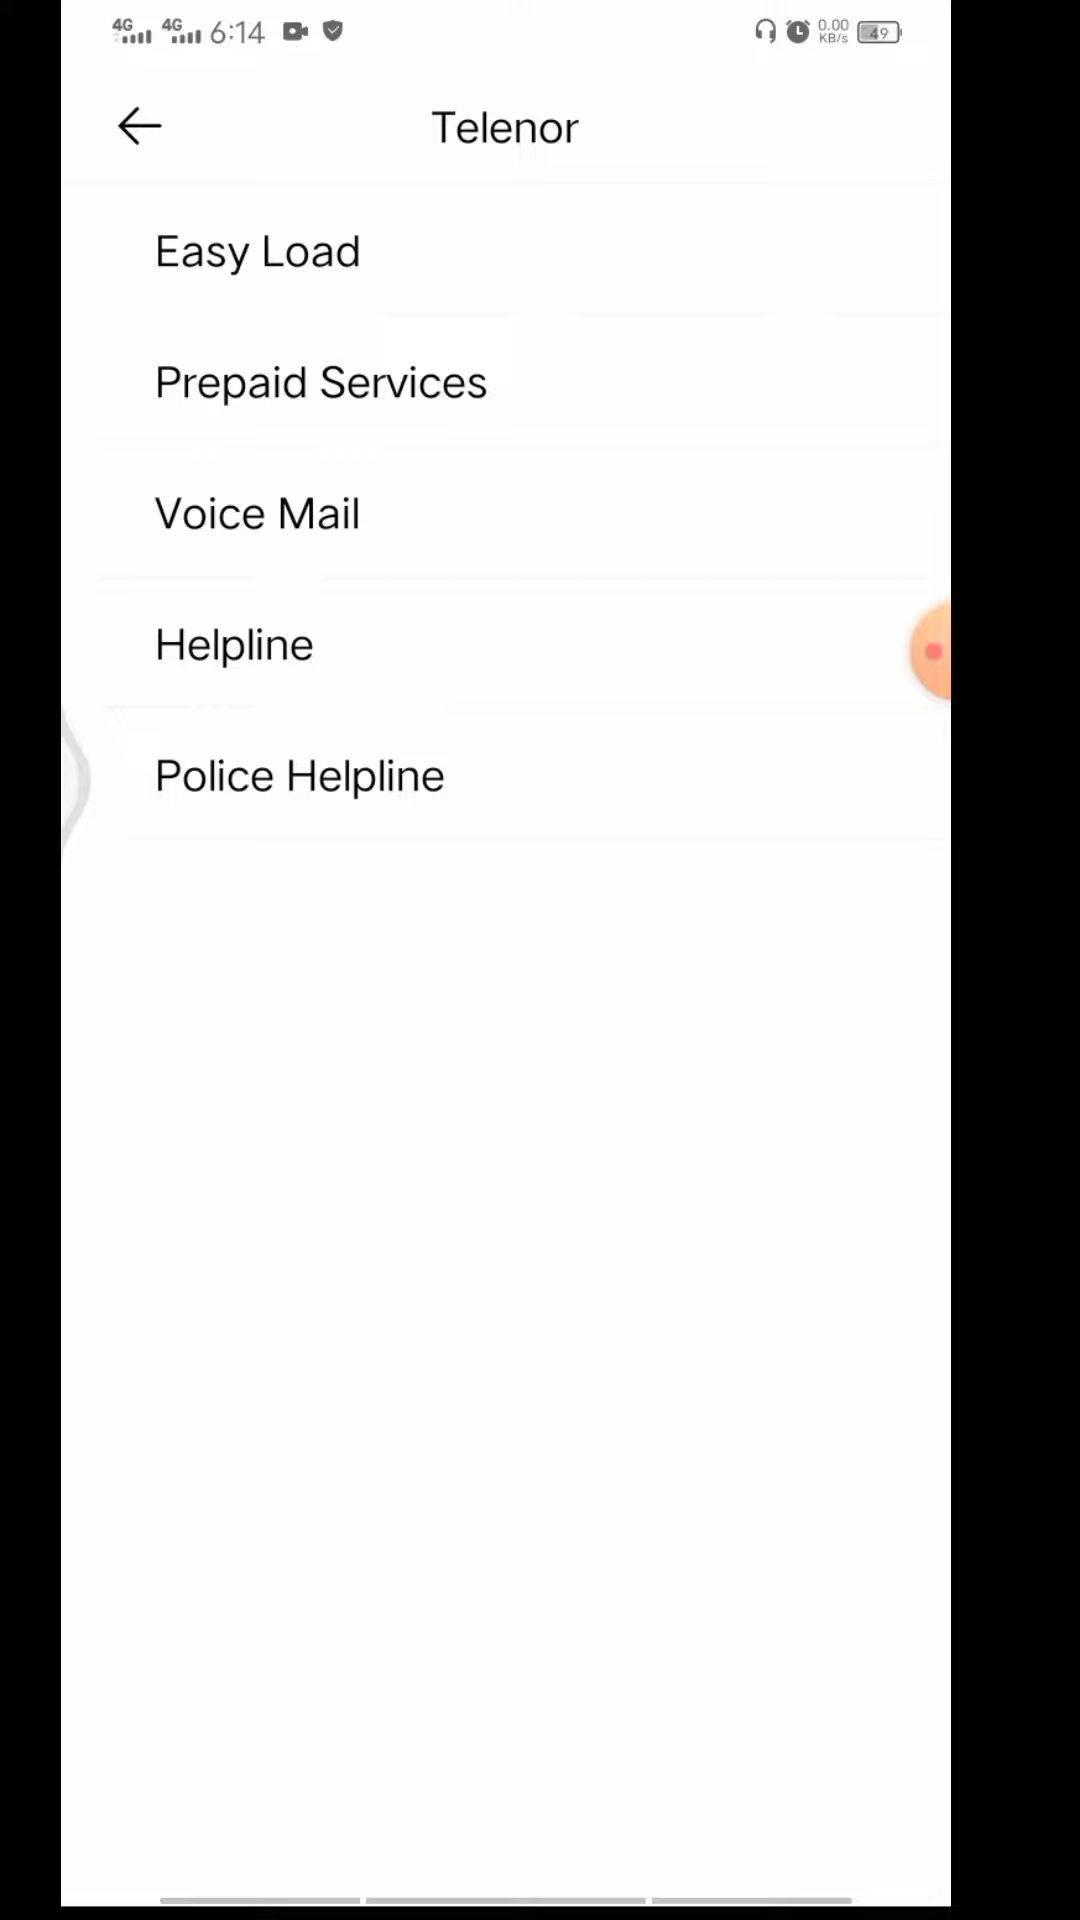 4G 4G 6:14 0.00 KB/s 49
Telenor
Easy Load
Prepaid Services
Voice Mail
Helpline
Police Helpline